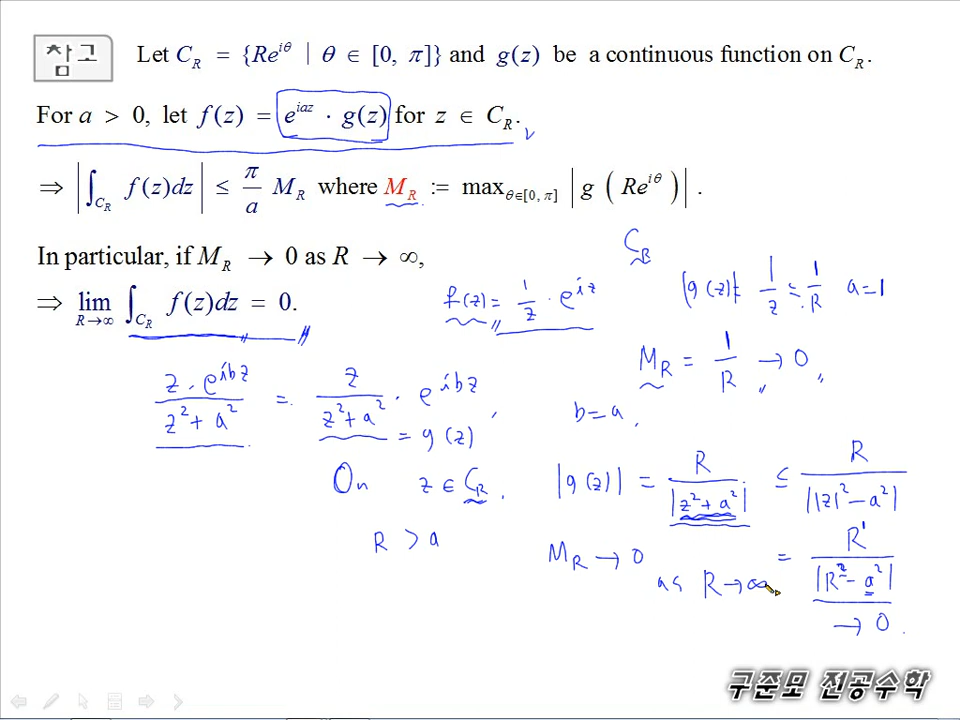 참고 Let C_R = {Re^{iθ} | θ ∈ [0, π]} and g(z) be a continuous function on C_R.
For a > 0, let f(z) = e^{iaz} · g(z) for z ∈ C_R.
⇒ |∫_{C_R} f(z)dz| ≤ π/a M_R where M_R := max_{θ∈[0, π]} |g(Re^{iθ})|.
In particular, if M_R → 0 as R → ∞,
⇒ lim_{R→∞} ∫_{C_R} f(z)dz = 0.
C_R
f(z) = 1/z · e^{iz}
|g(z)| = 1/z = 1/R a=1
M_R = 1/R → 0
z · e^{ibz} / (z² + a²) = z / (z² + a²) · e^{ibz},
= g(z)
b = a,
On z ∈ C_R, |g(z)| = R / |z² + a²| ≤ R / ||z|² − a²|
R > a
= R¹ / |R² − a²|
→ 0.
M_R → 0
as R → ∞
구준모 전공수학